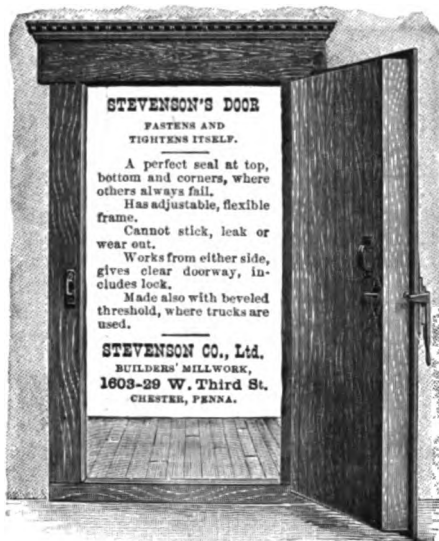 STEVENSON'S DOOR
FASTENS AND
TIGHTENS ITSELF.
A perfect seal at top,
bottom and corners, where
others always fail.
Has adjustable, flexible
frame.
Cannot stick, leak or
wear out.
Works from either side,
gives clear doorway, in-
cludes lock.
Made also with beveled
threshold, where trucks are
used.
STEVENSON CO., Ltd.
BUILDERS' MILLWORK,
1603-29 W. Third St.
CHESTER, PENNA.